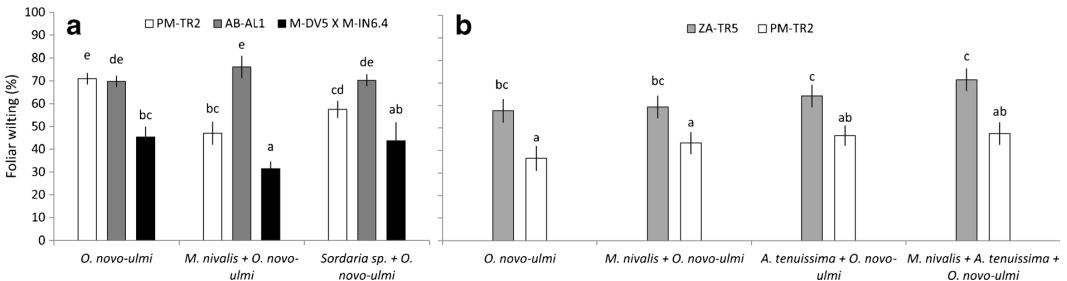 a
PM-TR2 AB-AL1 M-DV5 X M-IN6.4
Foliar wilting (%)
100
90
80
70
60
50
40
30
20
10
0
e de bc
bc e a
cd de ab
O. novo-ulmi
M. nivalis + O. novo-
ulmi
Sordaria sp. + O.
novo-ulmi
b
ZA-TR5 PM-TR2
bc a
bc a
c ab
c ab
O. novo-ulmi
M. nivalis + O. novo-ulmi
A. tenuissima + O. novo-
ulmi
M. nivalis + A. tenuissima +
O. novo-ulmi